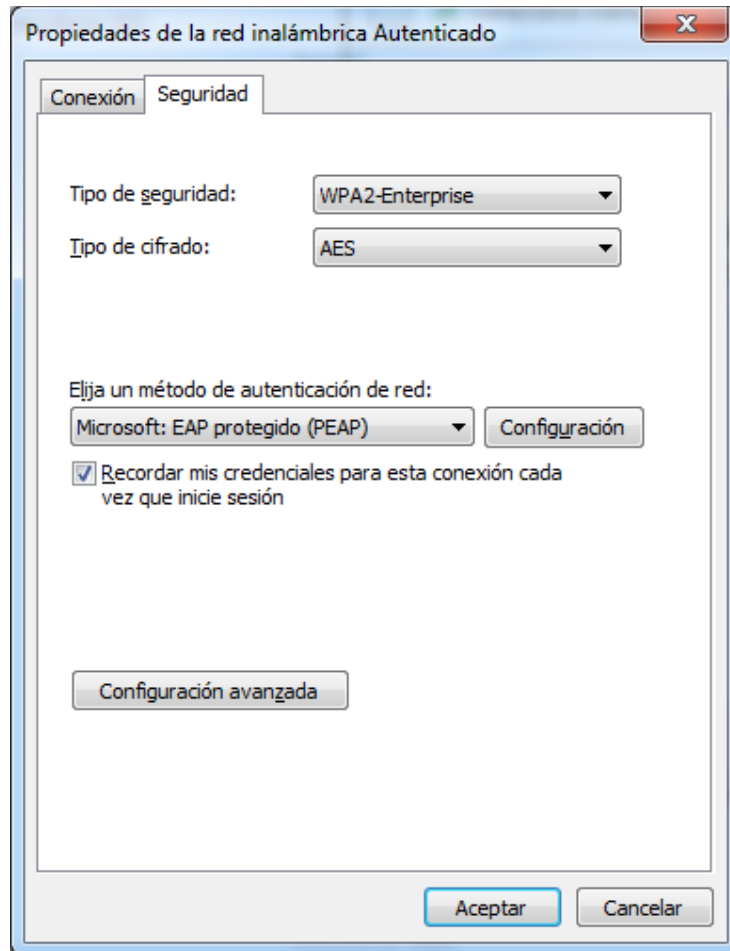 Propiedades de la red inalámbrica Autenticado
Conexión
Seguridad
Tipo de seguridad:
WPA2-Enterprise
Tipo de cifrado:
AES
Elija un método de autenticación de red:
Microsoft: EAP protegido (PEAP)
Configuración
Recordar mis credenciales para esta conexión cada
vez que inicie sesión
Configuración avanzada
Aceptar
Cancelar